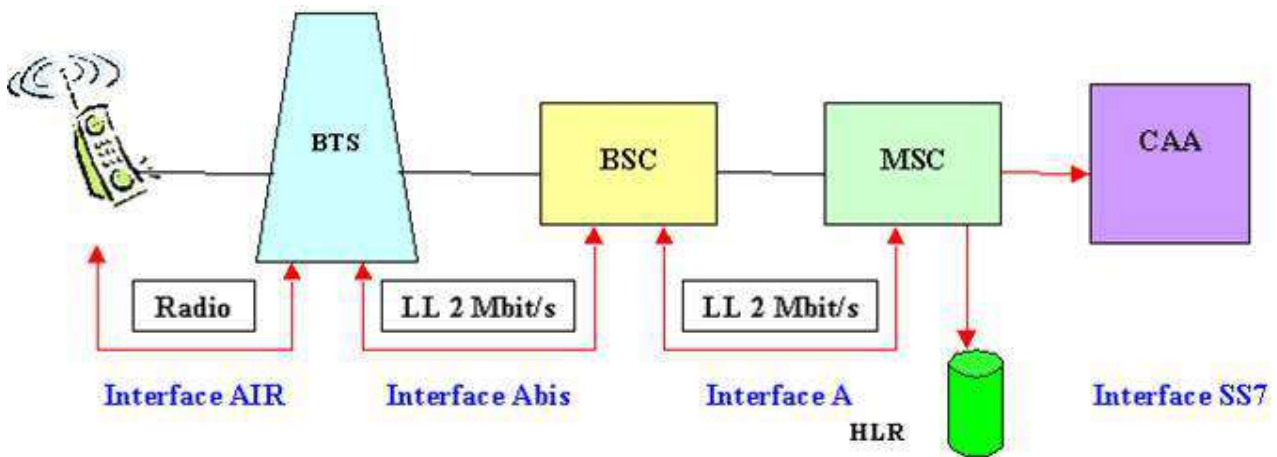 BTS
BSC
MSC
CAA
Radio
LL 2 Mbit/s
LL 2 Mbit/s
Interface AIR
Interface Abis
Interface A
Interface SS7
HLR